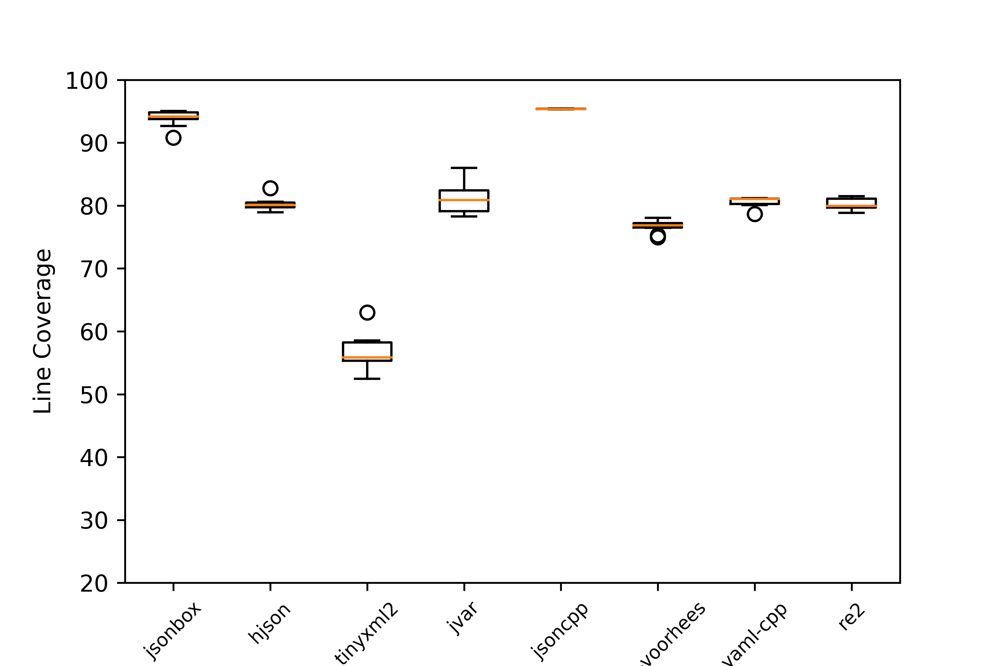 100
90
80
70
60
50
40
30
20
Line Coverage
jsonbox
hjson
tinyxml2
jvar
jsoncpp
voorhees
yaml-cpp
re2